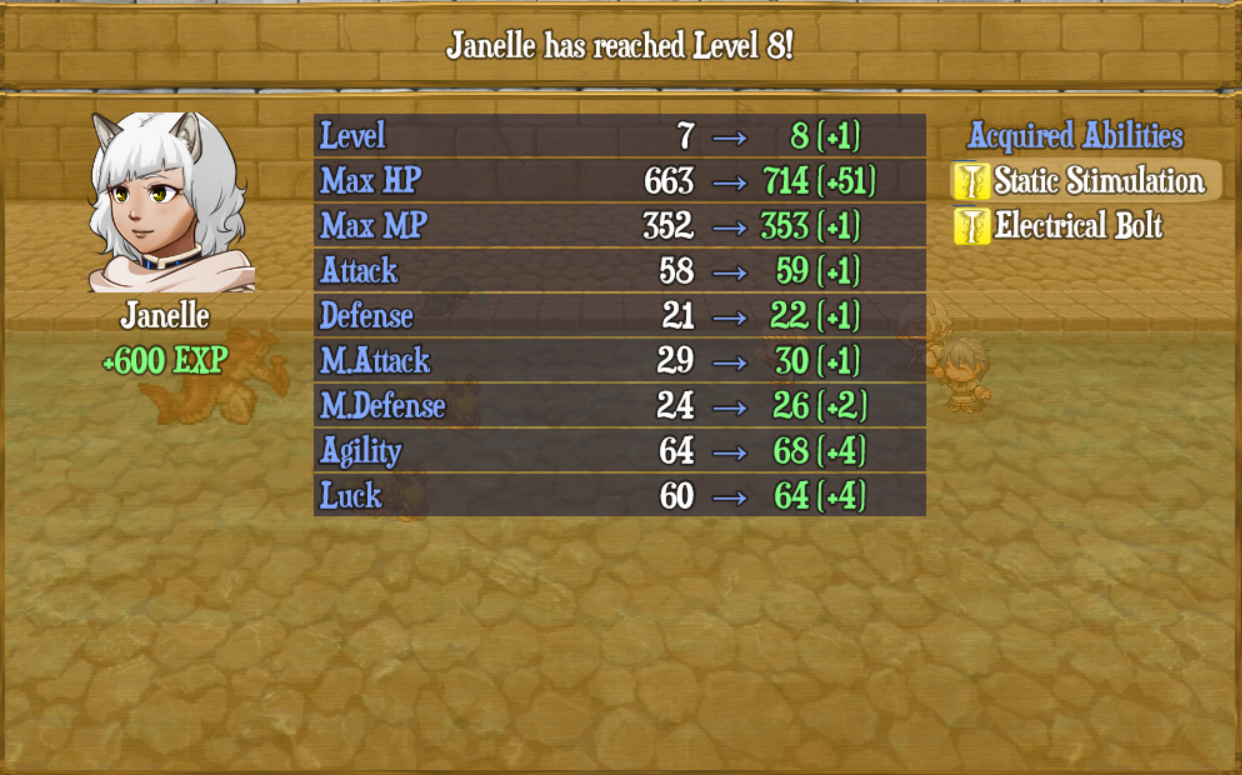 Janelle has reached Level 8!
Level 7 → 8 (+1)
Max HP 663 → 714 (+51)
Max MP 352 → 353 (+1)
Attack 58 → 59 (+1)
Defense 21 → 22 (+1)
M.Attack 29 → 30 (+1)
M.Defense 24 → 26 (+2)
Agility 64 → 68 (+4)
Luck 60 → 64 (+4)
Janelle
+600 EXP
Acquired Abilities
Static Stimulation
Electrical Bolt